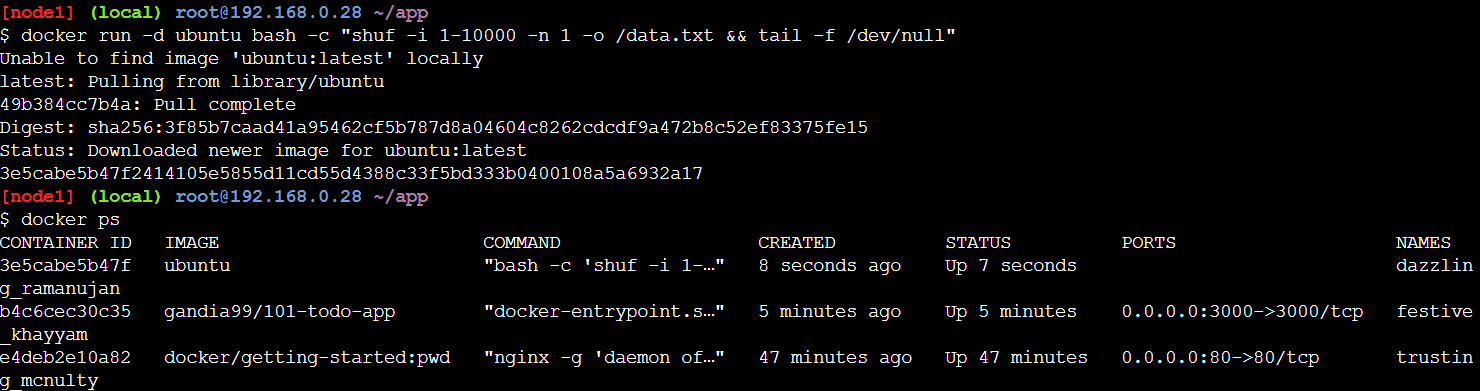 [node1] (local) root@192.168.0.28 ~/app
$ docker run -d ubuntu bash -c "shuf -i 1-10000 -n 1 -o /data.txt && tail -f /dev/null"
Unable to find image 'ubuntu:latest' locally
latest: Pulling from library/ubuntu
49b384cc7b4a: Pull complete
Digest: sha256:3f85b7caad41a95462cf5b787d8a04604c8262cdcdf9a472b8c52ef83375fe15
Status: Downloaded newer image for ubuntu:latest
3e5cabe5b47f2414105e5855d11cd55d4388c33f5bd333b0400108a5a6932a17
[node1] (local) root@192.168.0.28 ~/app
$ docker ps
CONTAINER ID   IMAGE                        COMMAND                  CREATED          STATUS          PORTS                    NAMES
3e5cabe5b47f   ubuntu                       "bash -c 'shuf -i 1-…"   8 seconds ago    Up 7 seconds                             dazzlin
g_ramanujan
b4c6cec30c35   gandia99/101-todo-app        "docker-entrypoint.s…"   5 minutes ago    Up 5 minutes    0.0.0.0:3000->3000/tcp   festive
_khayyam
e4deb2e10a82   docker/getting-started:pwd   "nginx -g 'daemon of…"   47 minutes ago   Up 47 minutes   0.0.0.0:80->80/tcp       trustin
g_mcnulty